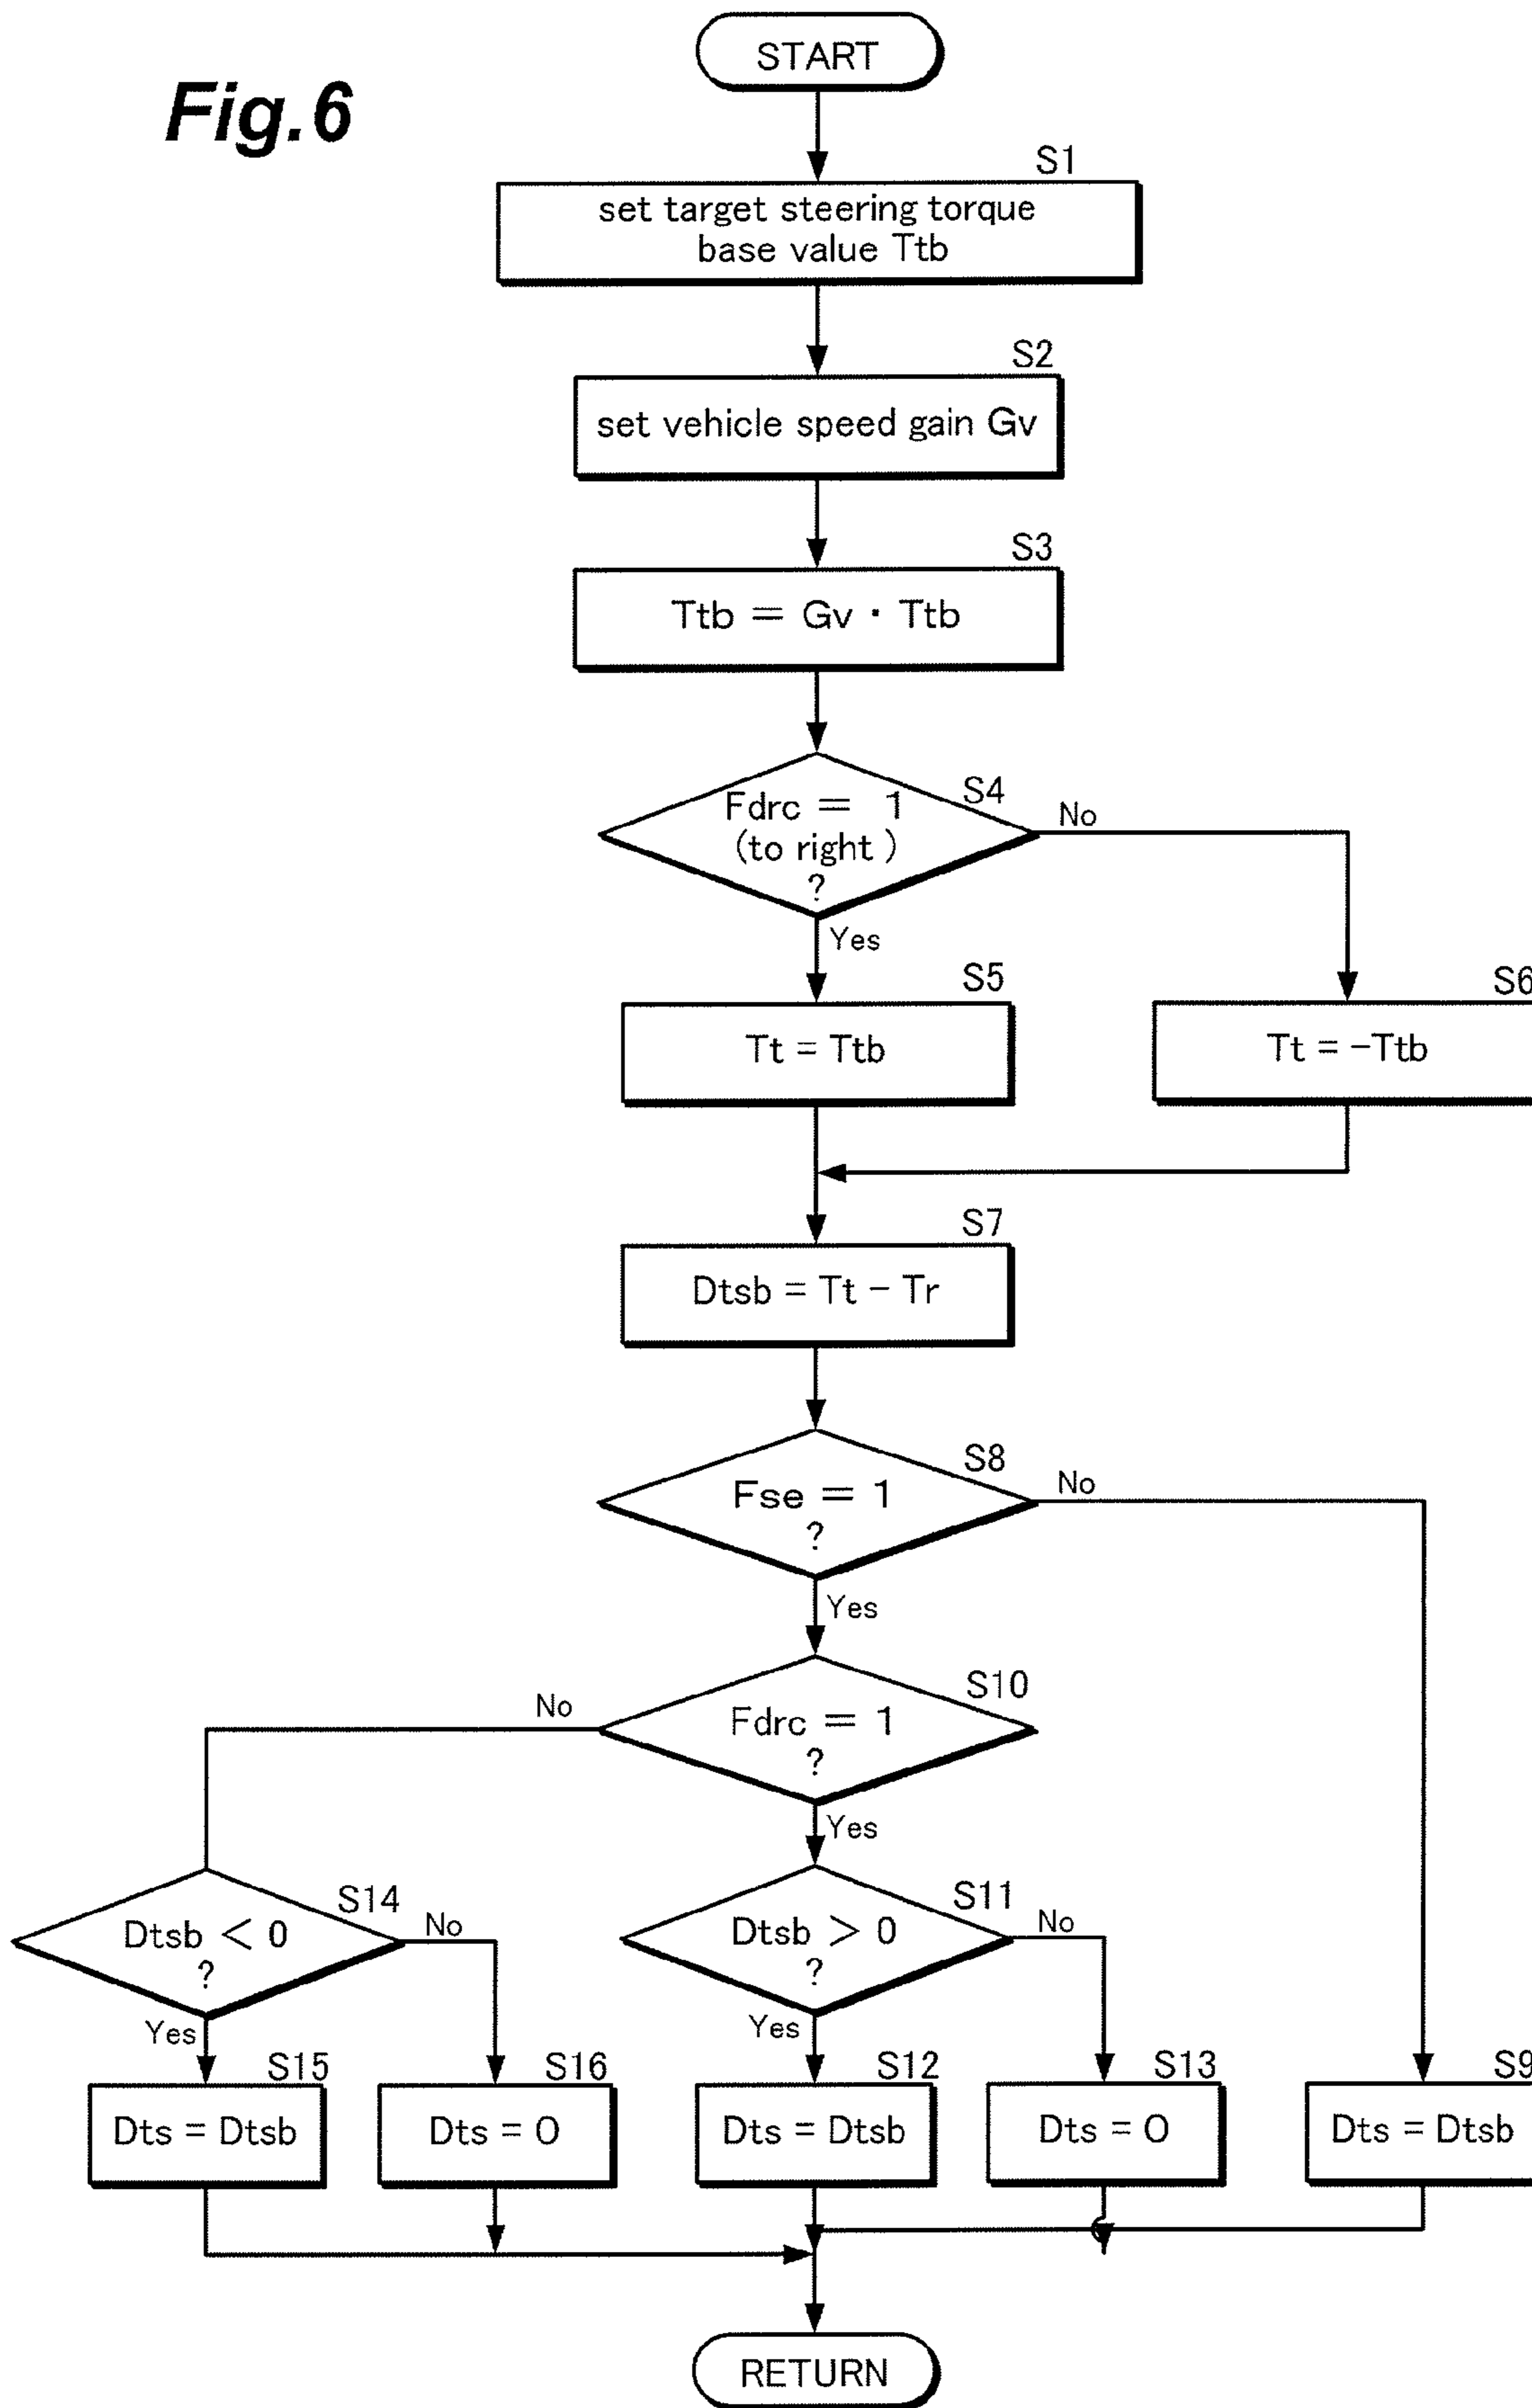 Fig.6
START
S1
set target steering torque
base value Ttb
S2
set vehicle speed gain Gv
S3
Ttb = Gv · Ttb
S4
Fdrc = 1
(to right )
?
No
Yes
S5
Tt = Ttb
S6
Tt = -Ttb
S7
Dtsb = Tt - Tr
S8
Fse = 1
?
No
Yes
S10
Fdrc = 1
?
No
Yes
S14
Dtsb < 0
?
No
Yes
S11
Dtsb > 0
?
No
Yes
S15
Dts = Dtsb
S16
Dts = O
S12
Dts = Dtsb
S13
Dts = O
S9
Dts = Dtsb
RETURN